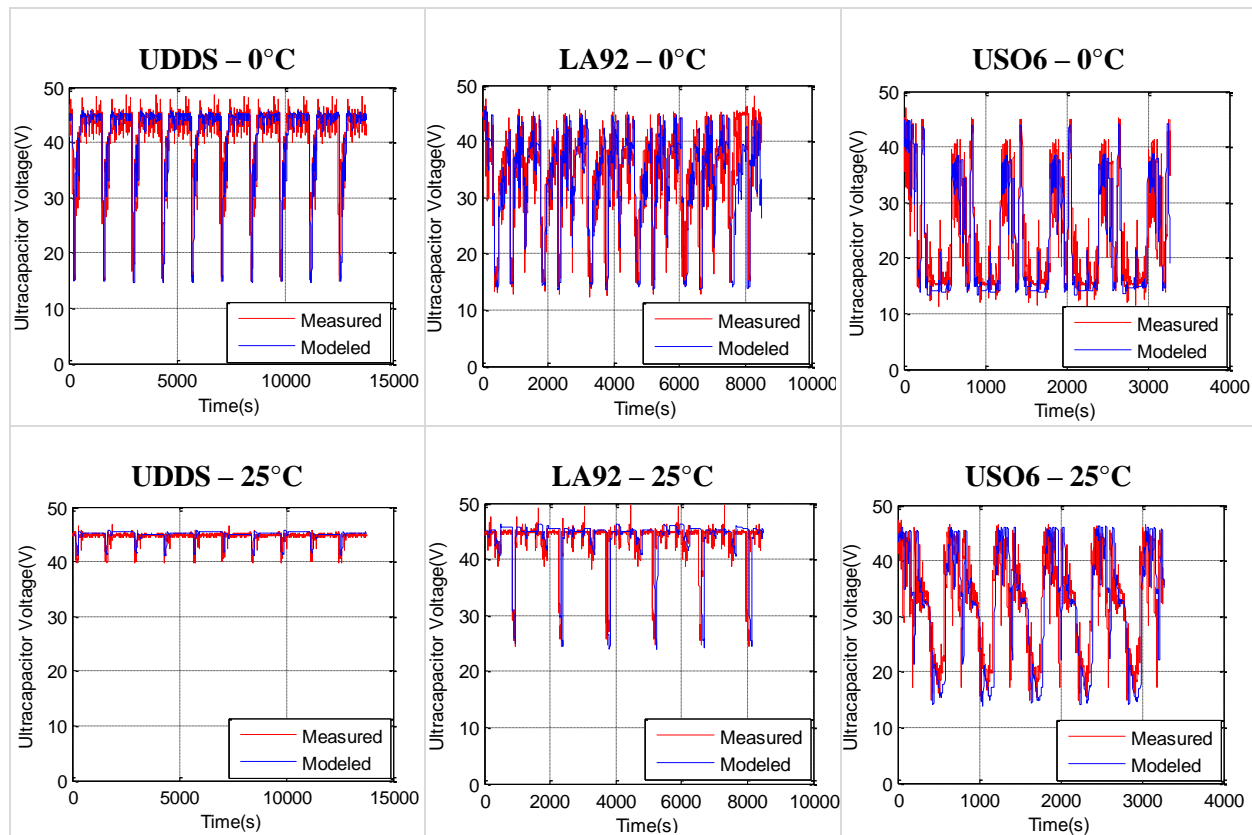 UDDS – 0°C
50
40
30
20
10
0
Ultracapacitor Voltage(V)
Measured
Modeled
0 5000 10000 15000
Time(s)
LA92 – 0°C
50
40
30
20
10
0
Ultracapacitor Voltage(V)
Measured
Modeled
0 2000 4000 6000 8000 10000
Time(s)
USO6 – 0°C
50
40
30
20
10
0
Ultracapacitor Voltage(V)
Measured
Modeled
0 1000 2000 3000 4000
Time(s)
UDDS – 25°C
50
40
30
20
10
0
Ultracapacitor Voltage(V)
Measured
Modeled
0 5000 10000 15000
Time(s)
LA92 – 25°C
50
40
30
20
10
0
Ultracapacitor Voltage(V)
Measured
Modeled
0 2000 4000 6000 8000 10000
Time(s)
USO6 – 25°C
50
40
30
20
10
0
Ultracapacitor Voltage(V)
Measured
Modeled
0 1000 2000 3000 4000
Time(s)